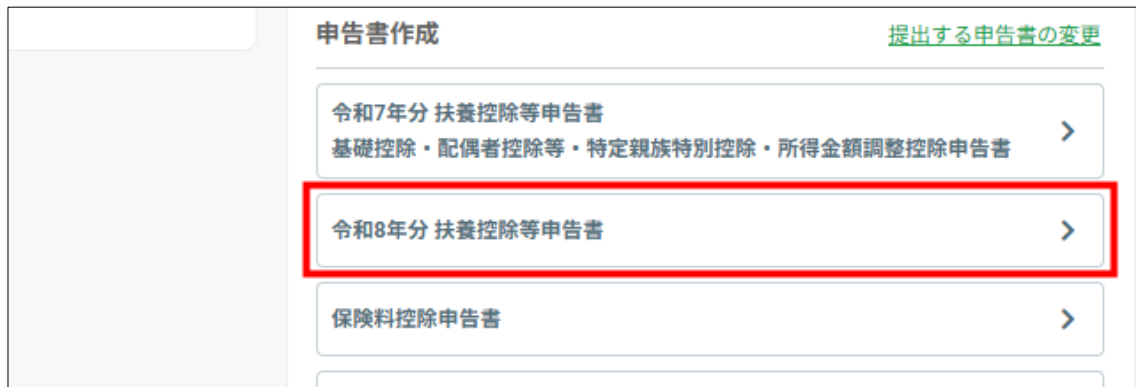 申告書作成
提出する申告書の変更
令和7年分 扶養控除等申告書
基礎控除・配偶者控除等・特定親族特別控除・所得金額調整控除申告書
令和8年分 扶養控除等申告書
保険料控除申告書